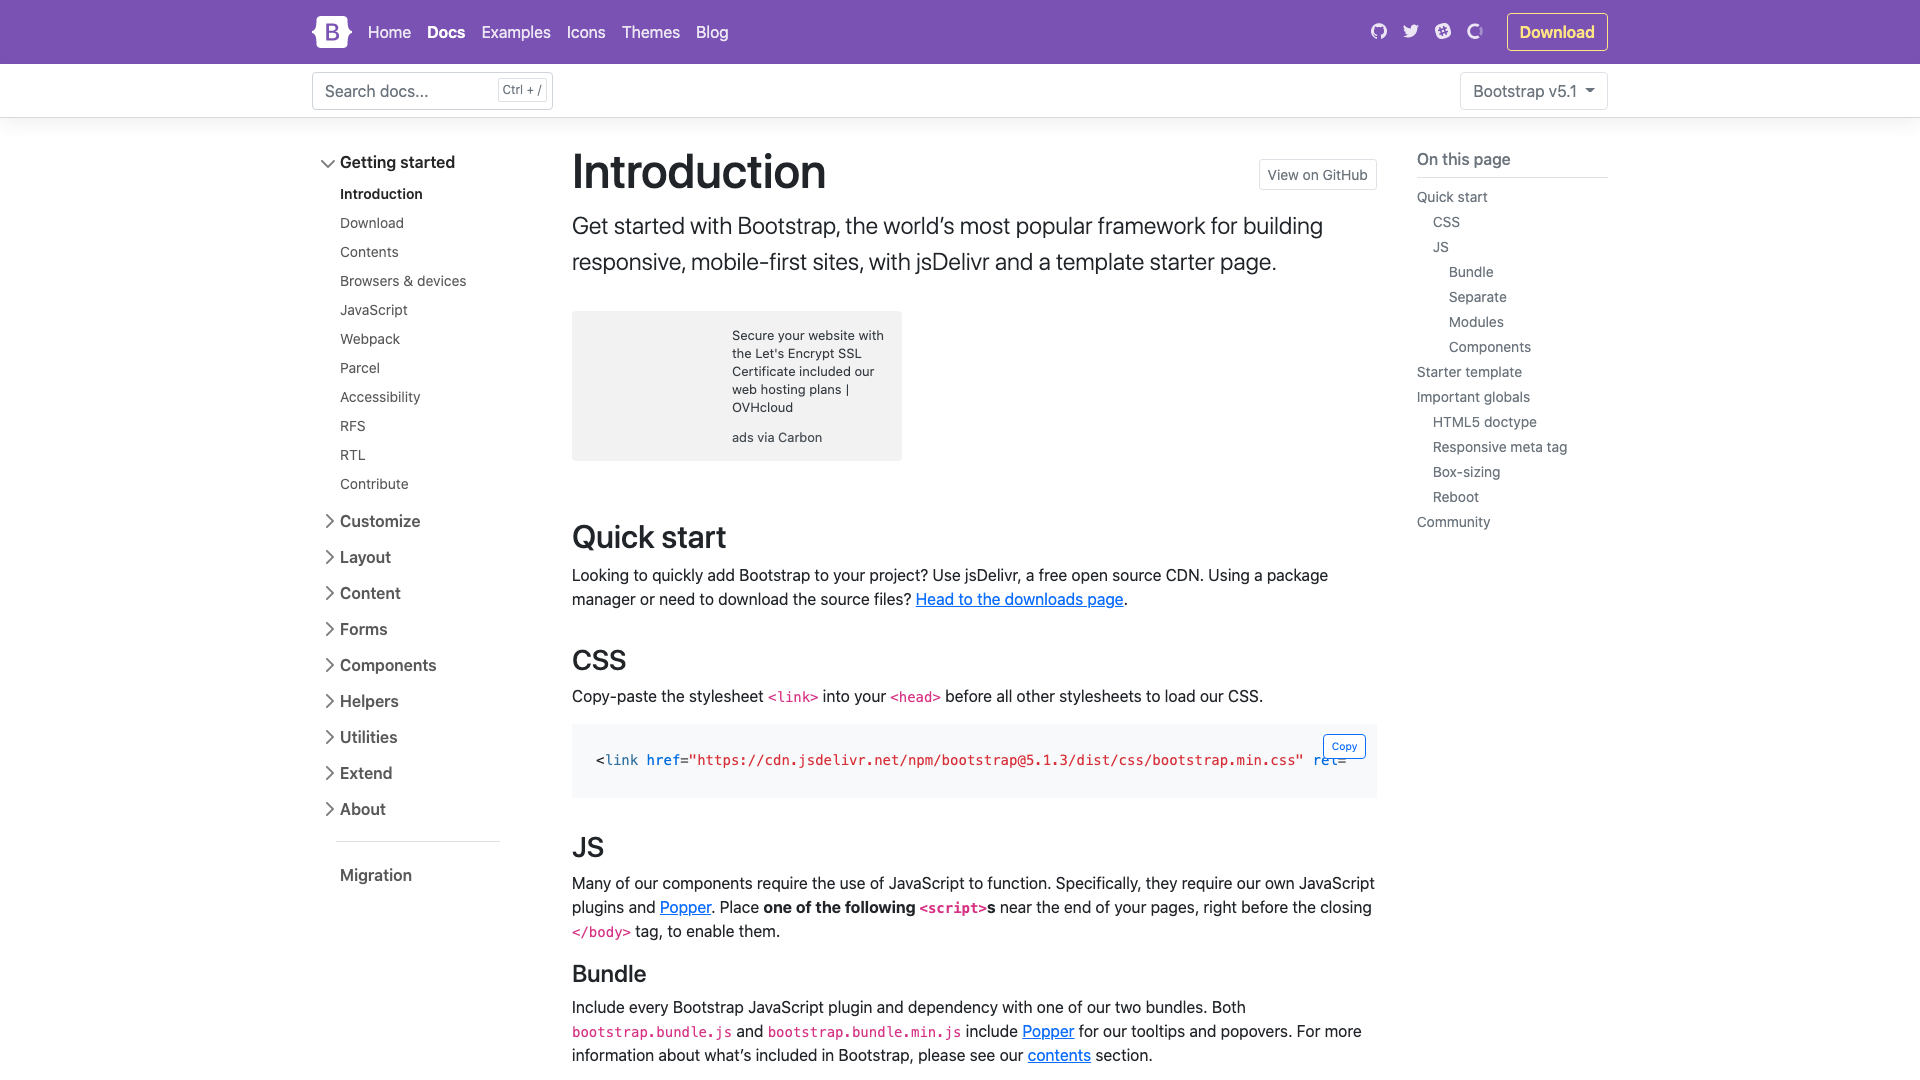 B Home Docs Examples Icons Themes Blog Download
Search docs... Ctrl + / Bootstrap v5.1
Getting started
Introduction
Download
Contents
Browsers & devices
JavaScript
Webpack
Parcel
Accessibility
RFS
RTL
Contribute
Customize
Layout
Content
Forms
Components
Helpers
Utilities
Extend
About
Migration
Introduction
View on GitHub
Get started with Bootstrap, the world’s most popular framework for building
responsive, mobile-first sites, with jsDelivr and a template starter page.
Secure your website with
the Let's Encrypt SSL
Certificate included our
web hosting plans |
OVHcloud
ads via Carbon
Quick start
Looking to quickly add Bootstrap to your project? Use jsDelivr, a free open source CDN. Using a package
manager or need to download the source files? Head to the downloads page.
CSS
Copy-paste the stylesheet <link> into your <head> before all other stylesheets to load our CSS.
Copy
<link href="https://cdn.jsdelivr.net/npm/bootstrap@5.1.3/dist/css/bootstrap.min.css" rel=
JS
Many of our components require the use of JavaScript to function. Specifically, they require our own JavaScript
plugins and Popper. Place one of the following <script>s near the end of your pages, right before the closing
</body> tag, to enable them.
Bundle
Include every Bootstrap JavaScript plugin and dependency with one of our two bundles. Both
bootstrap.bundle.js and bootstrap.bundle.min.js include Popper for our tooltips and popovers. For more
information about what’s included in Bootstrap, please see our contents section.
On this page
Quick start
CSS
JS
Bundle
Separate
Modules
Components
Starter template
Important globals
HTML5 doctype
Responsive meta tag
Box-sizing
Reboot
Community